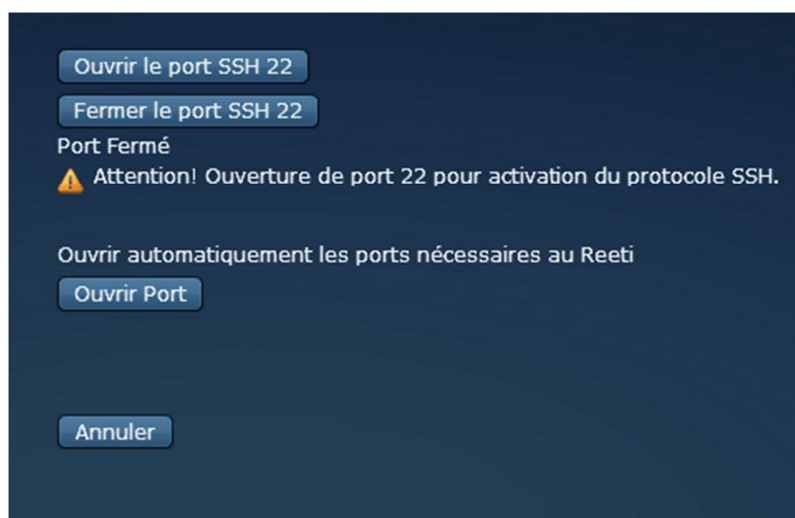 Ouvrir le port SSH 22
Fermer le port SSH 22
Port Fermé
Attention! Ouverture de port 22 pour activation du protocole SSH.
Ouvrir automatiquement les ports nécessaires au Reeti
Ouvrir Port
Annuler